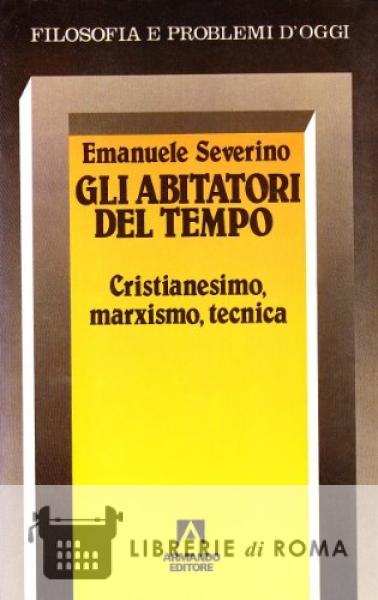 FILOSOFIA E PROBLEMI D'OGGI
Emanuele Severino
GLI ABITATORI
DEL TEMPO
Cristianesimo,
marxismo, tecnica
LIBRERIE di ROMA
ARMANDO
EDITORE